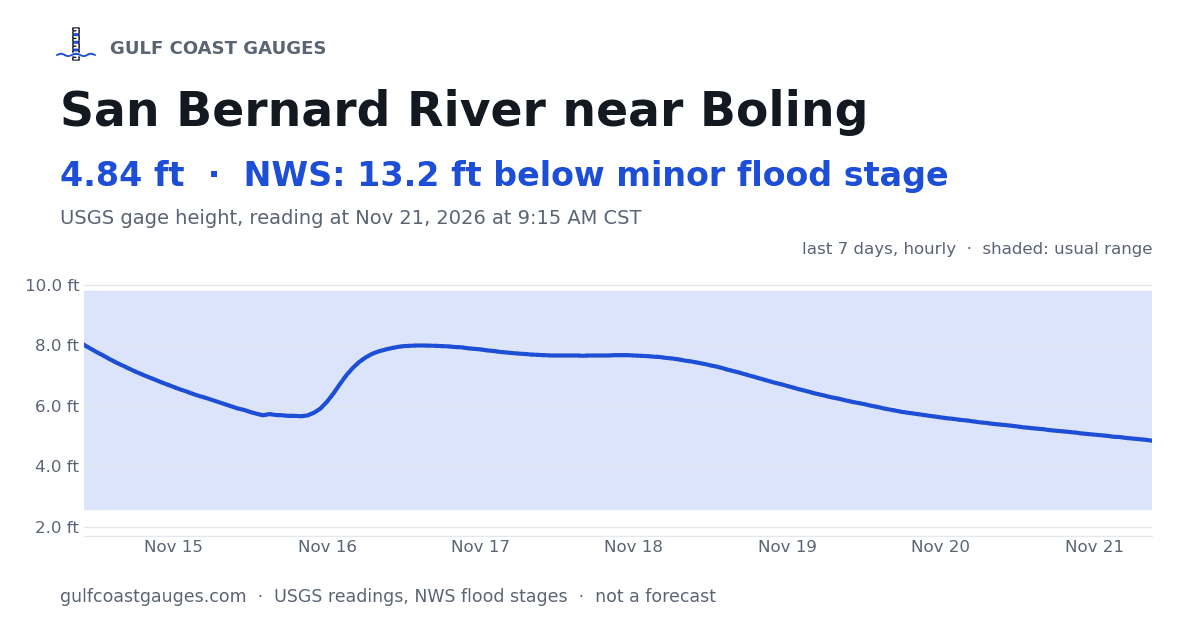 GULF COAST GAUGES
San Bernard River near Boling
4.84 ft · NWS: 13.2 ft below minor flood stage
USGS gage height, reading at Nov 21, 2026 at 9:15 AM CST
last 7 days, hourly · shaded: usual range
10.0 ft
8.0 ft
6.0 ft
4.0 ft
2.0 ft
Nov 15 Nov 16 Nov 17 Nov 18 Nov 19 Nov 20 Nov 21
gulfcoastgauges.com · USGS readings, NWS flood stages · not a forecast